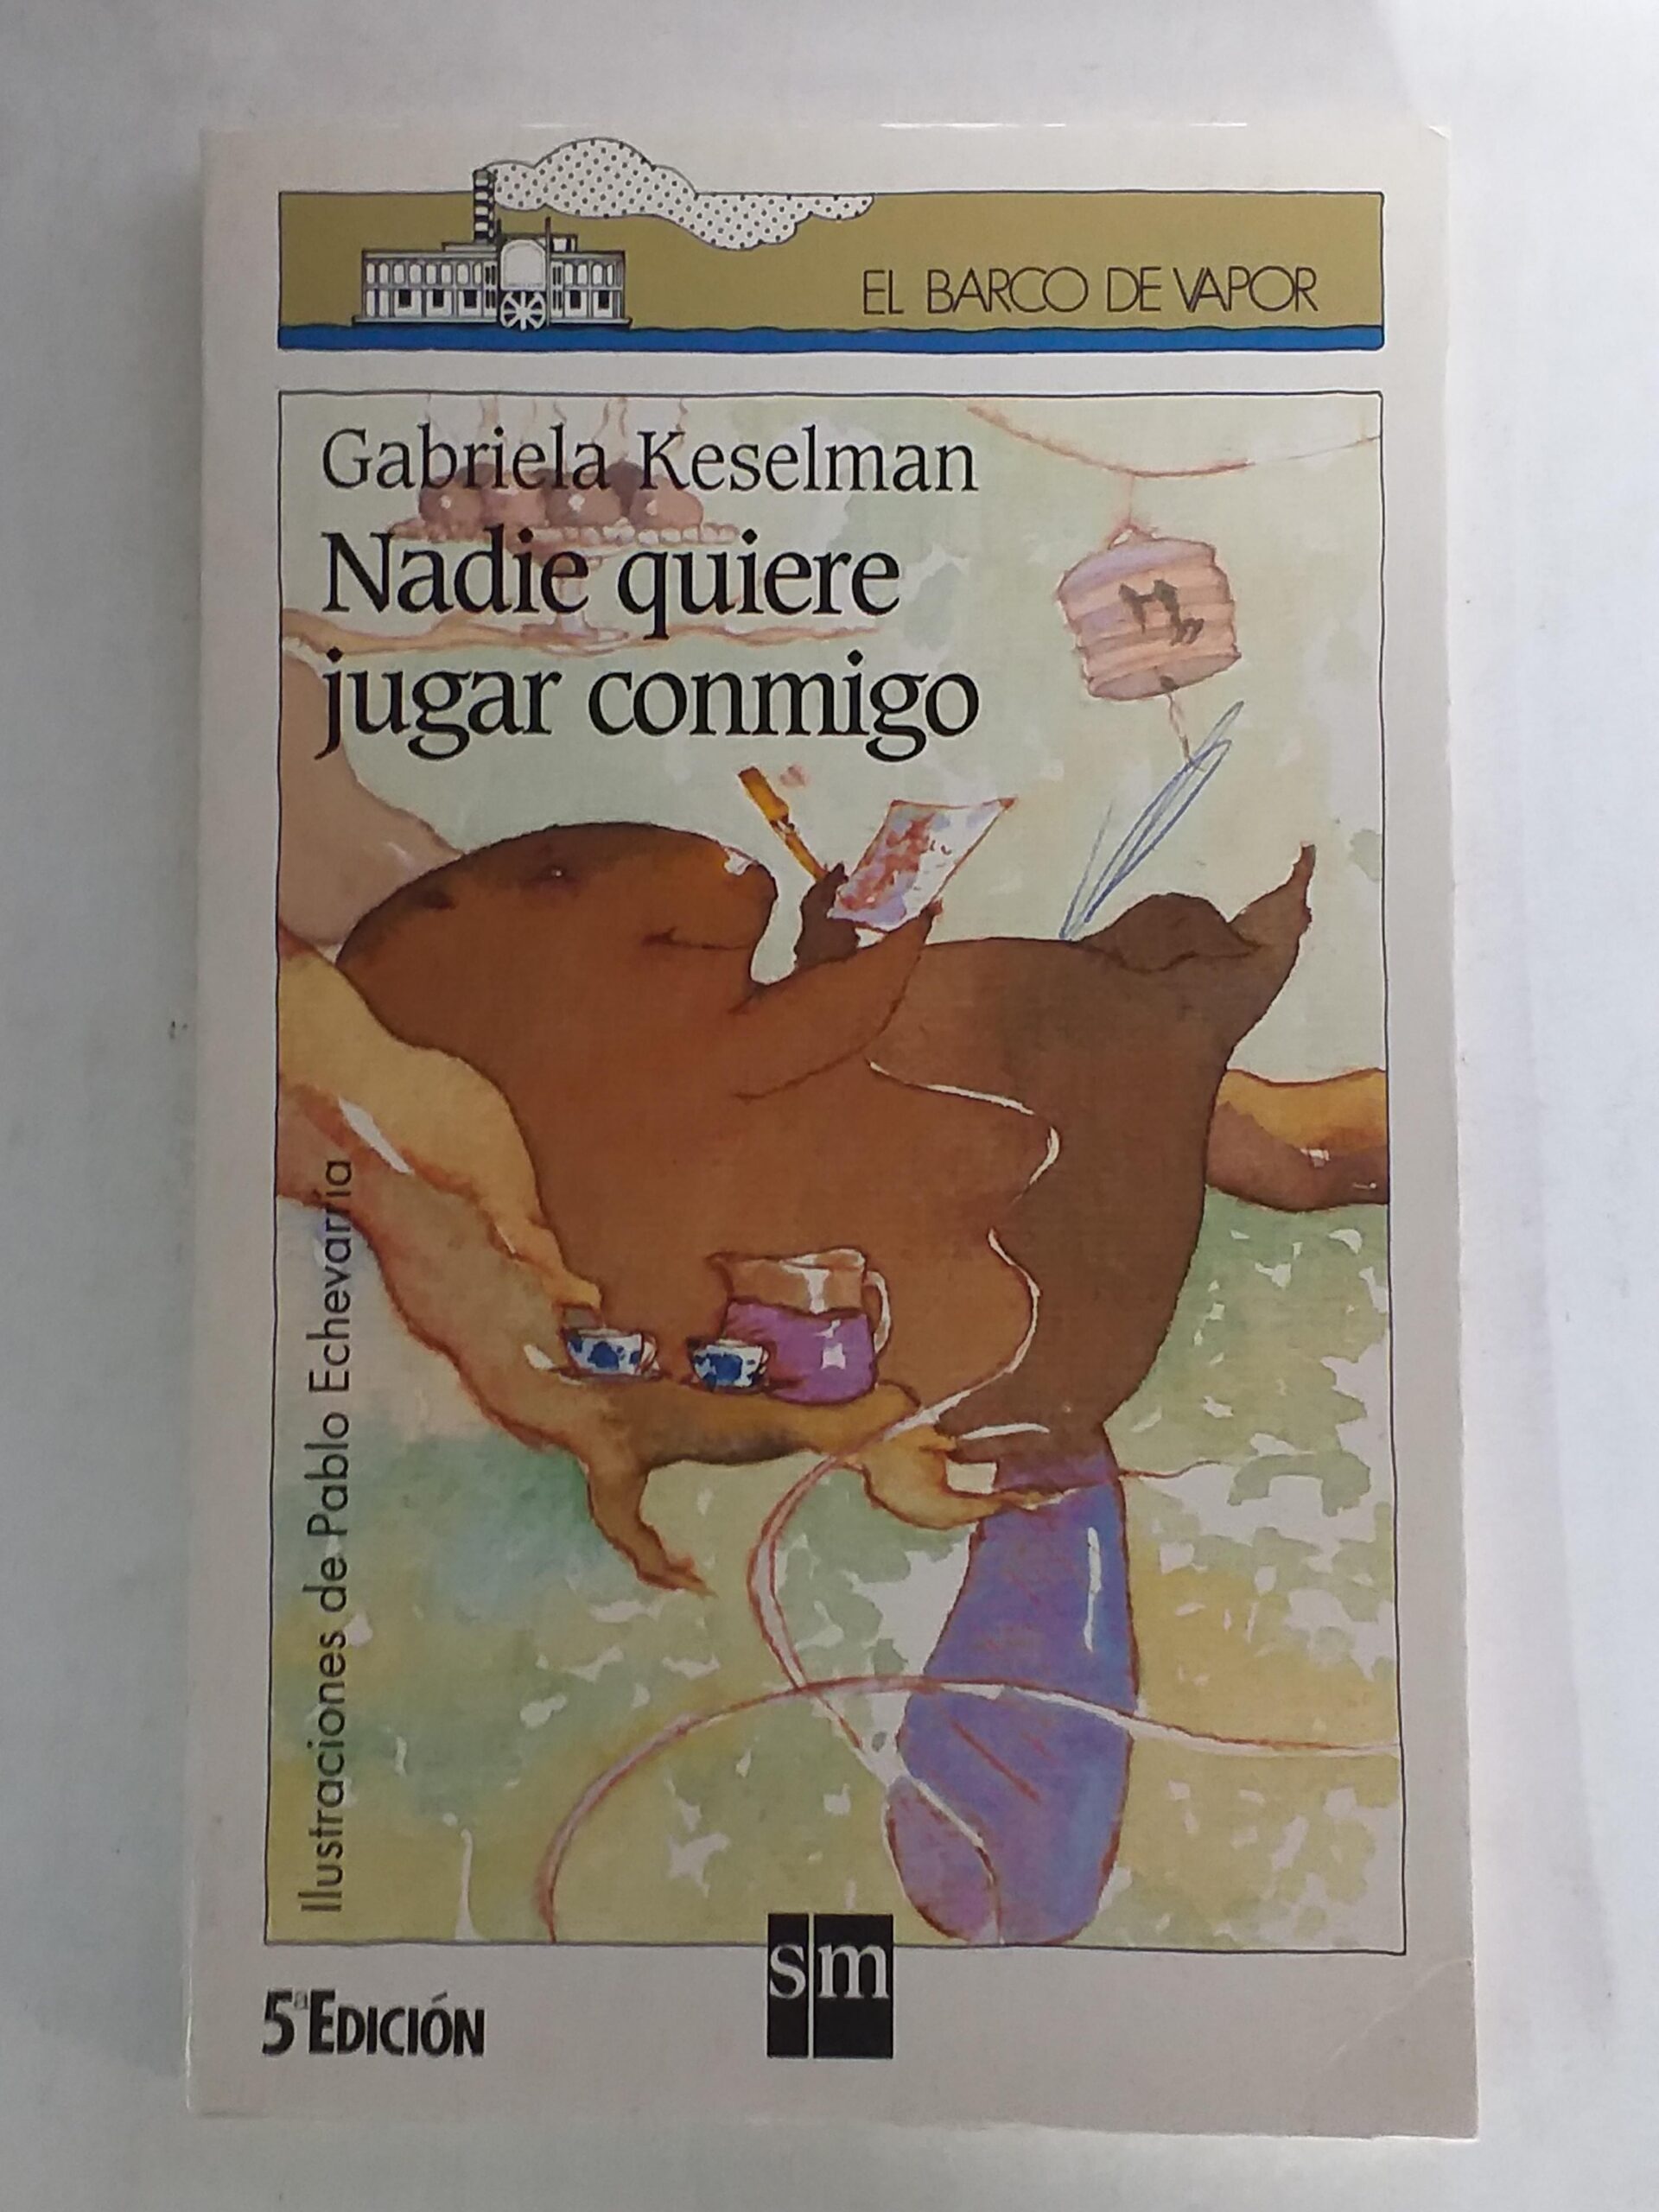 EL BARCO DE VAPOR
Gabriela Keselman
Nadie quiere
jugar conmigo
Ilustraciones de Pablo Echevarría
5ª EDICIÓN
sm